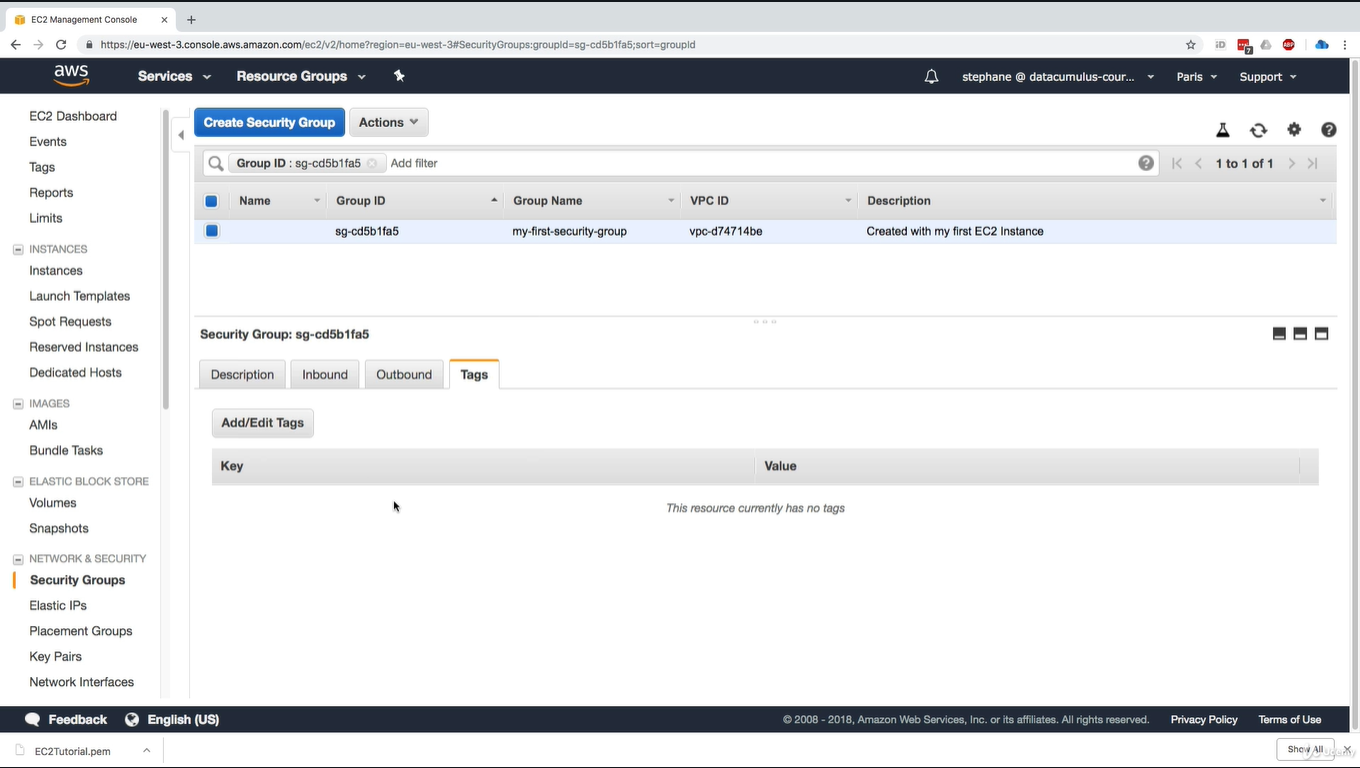 EC2 Management Console
https://eu-west-3.console.aws.amazon.com/ec2/v2/home?region=eu-west-3#SecurityGroups:groupId=sg-cd5b1fa5;sort=groupId
iD
7
ABP
aws
Services
Resource Groups
stephane @ datacumulus-cour...
Paris
Support
EC2 Dashboard
Events
Tags
Reports
Limits
INSTANCES
Instances
Launch Templates
Spot Requests
Reserved Instances
Dedicated Hosts
IMAGES
AMIs
Bundle Tasks
ELASTIC BLOCK STORE
Volumes
Snapshots
NETWORK & SECURITY
Security Groups
Elastic IPs
Placement Groups
Key Pairs
Network Interfaces
Create Security Group
Actions
Group ID : sg-cd5b1fa5
Add filter
1 to 1 of 1
Name Group ID Group Name VPC ID Description
sg-cd5b1fa5 my-first-security-group vpc-d74714be Created with my first EC2 Instance
Security Group: sg-cd5b1fa5
Description Inbound Outbound Tags
Add/Edit Tags
Key Value
This resource currently has no tags
Feedback
English (US)
© 2008 - 2018, Amazon Web Services, Inc. or its affiliates. All rights reserved.
Privacy Policy
Terms of Use
EC2Tutorial.pem
Show All
Udemy